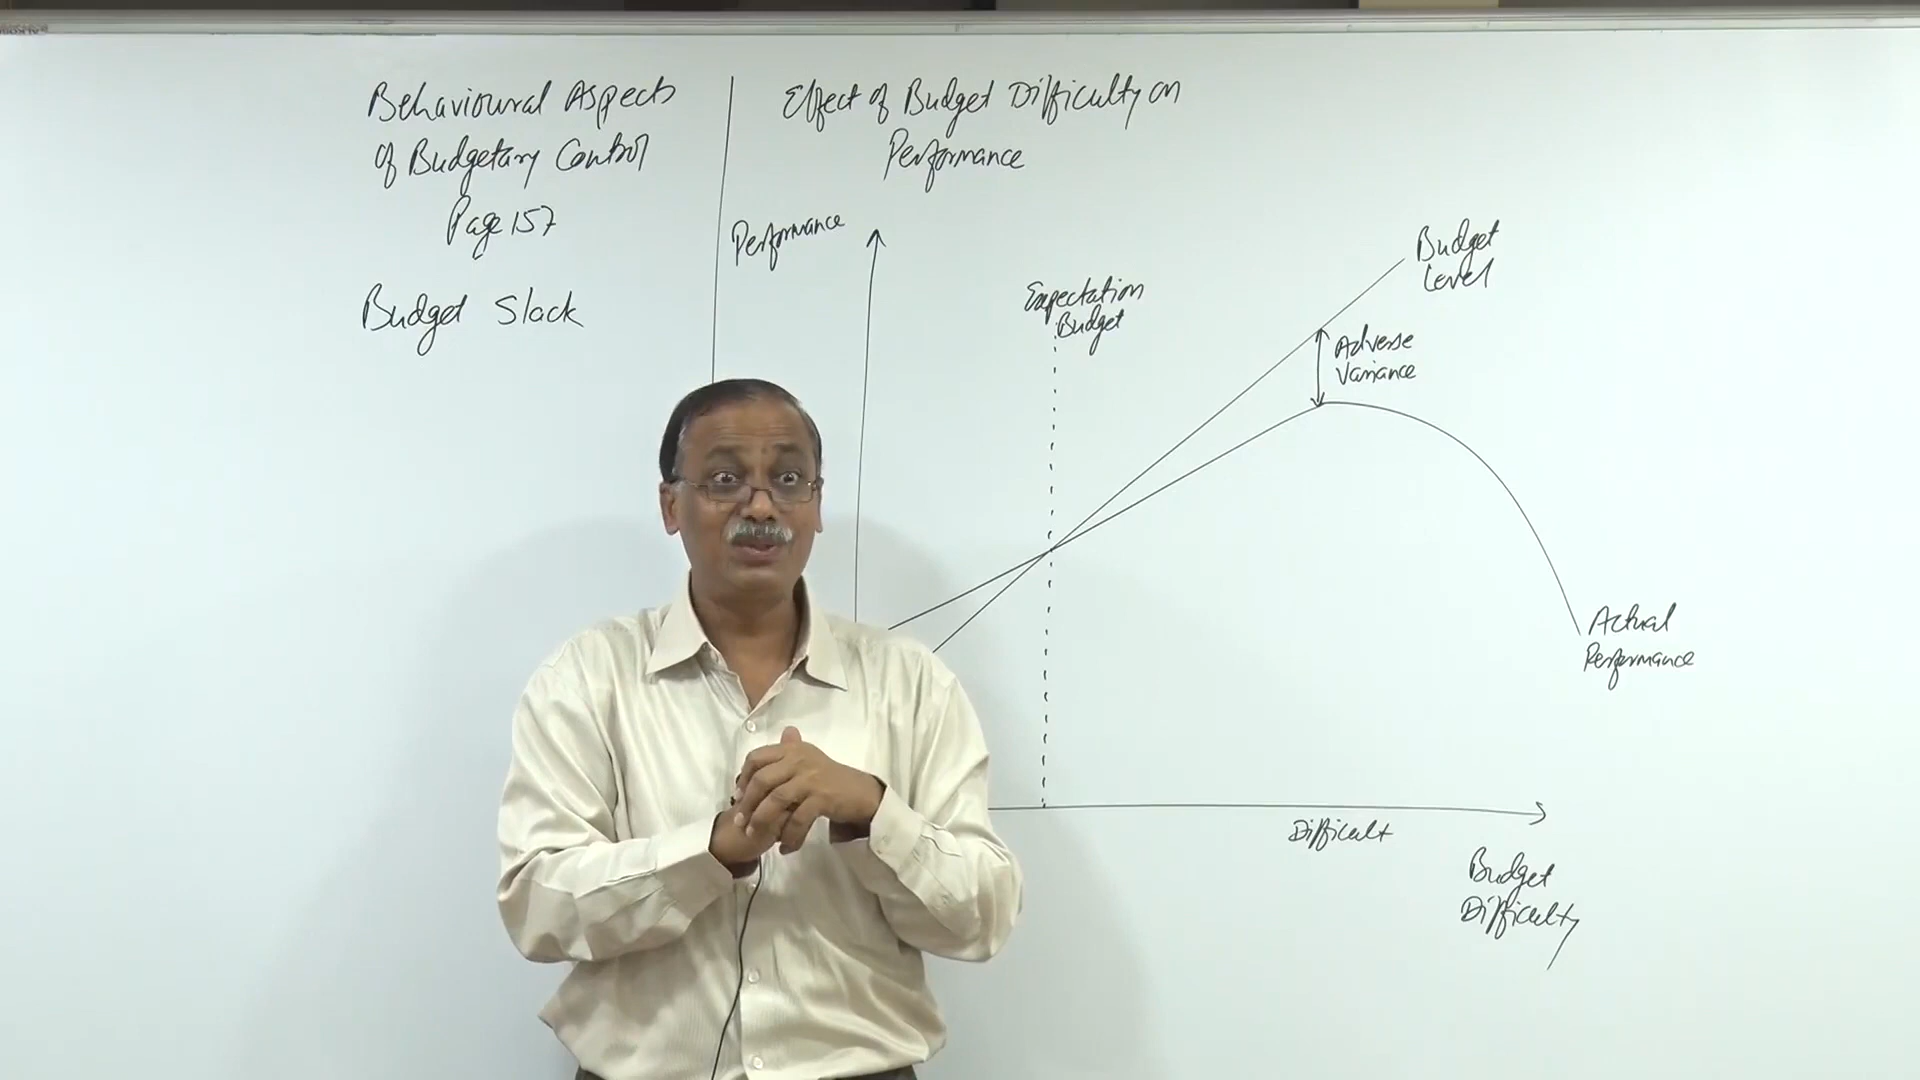 Behavioural Aspects
of Budgetary Control
Page 157
Budget Slack
Effect of Budget Difficulty on
Performance
Performance
Expectation
Budget
Budget
Level
Adverse
Variance
Actual
Performance
Difficult
Budget
Difficulty